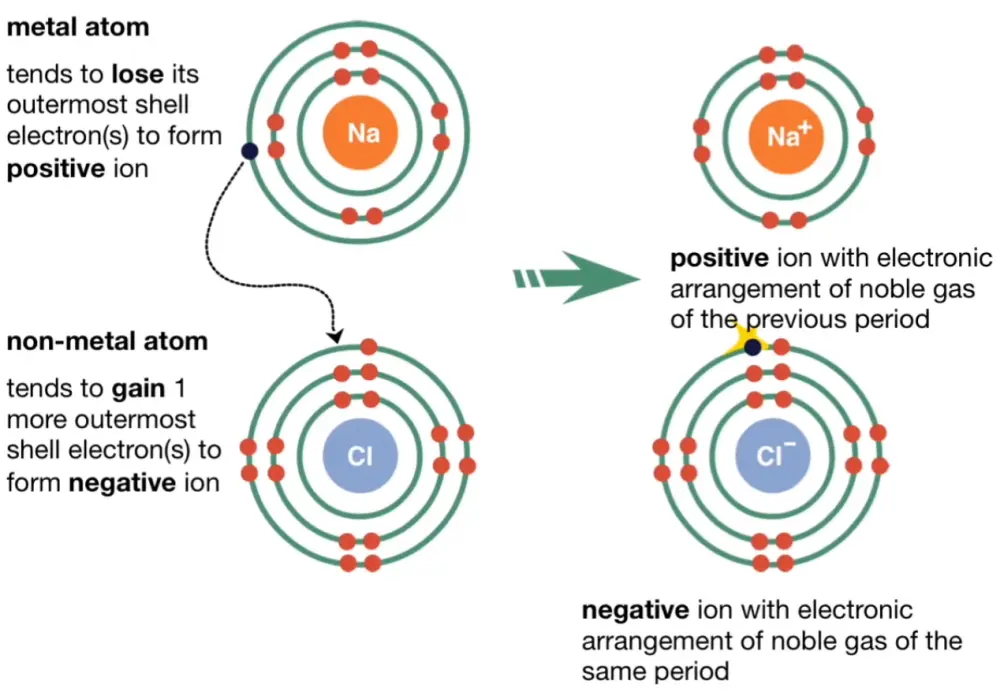 metal atom
tends to lose its
outermost shell
electron(s) to form
positive ion
Na
Na+
positive ion with electronic
arrangement of noble gas
of the previous period
non-metal atom
tends to gain 1
more outermost
shell electron(s) to
form negative ion
Cl
Cl−
negative ion with electronic
arrangement of noble gas of the
same period